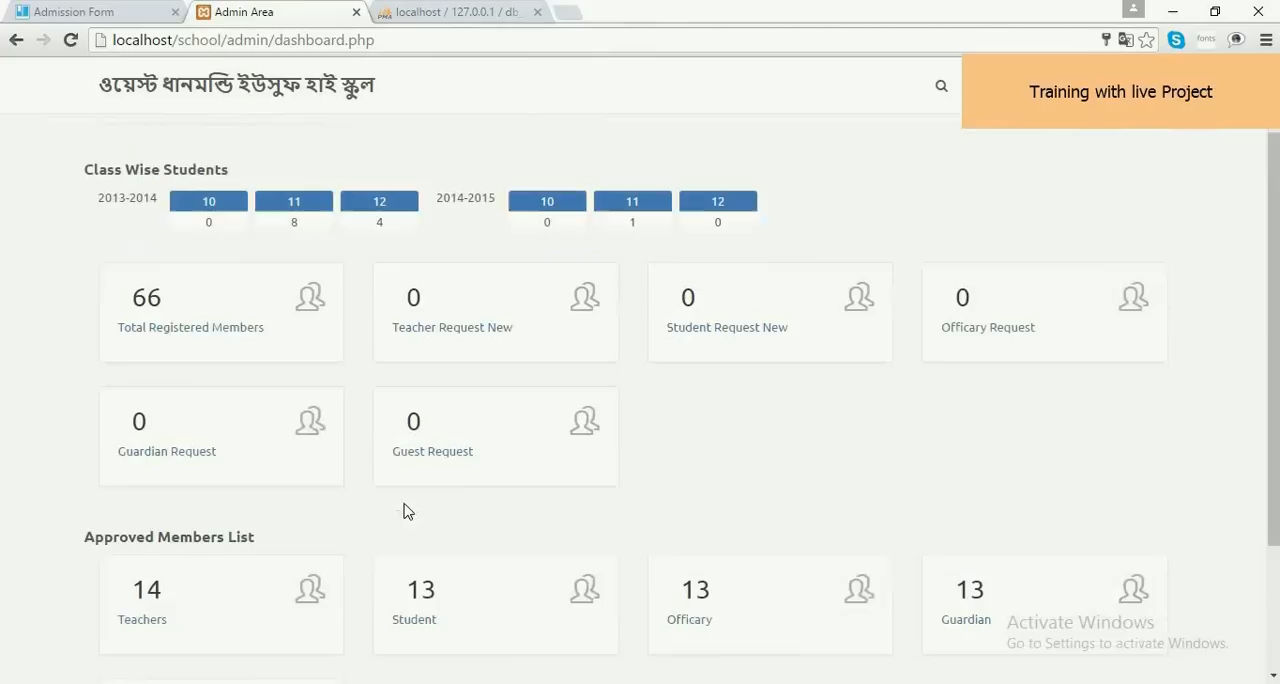 Admission Form
Admin Area
localhost / 127.0.0.1 / db_
localhost/school/admin/dashboard.php
fonts
ওয়েস্ট ধানমন্ডি ইউসুফ হাই স্কুল
Training with live Project
Class Wise Students
2013-2014 10 11 12 2014-2015 10 11 12
0 8 4 0 1 0
66 0 0 0
Total Registered Members Teacher Request New Student Request New Officary Request
0 0
Guardian Request Guest Request
Approved Members List
14 13 13 13
Teachers Student Officary Guardian
Activate Windows
Go to Settings to activate Windows.